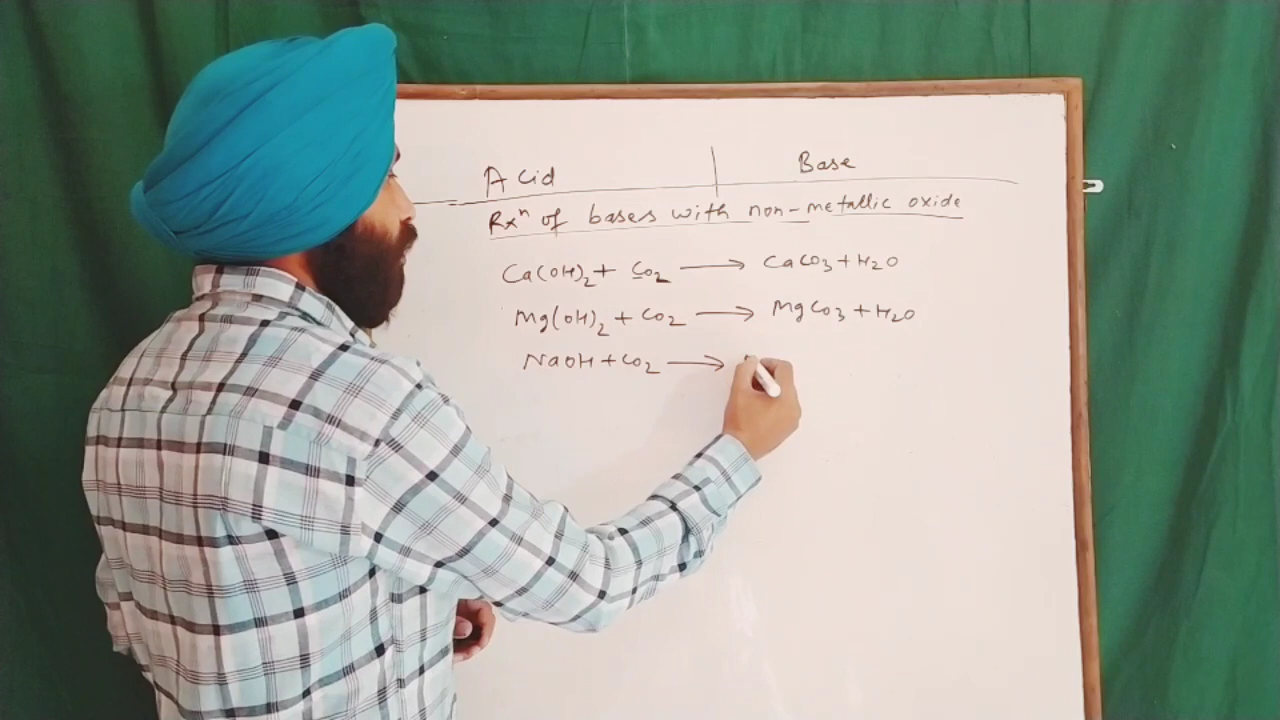 Acid Base
Rxⁿ of bases with non-metallic oxide
Ca(OH)₂ + CO₂ ⟶ CaCO₃ + H₂O
Mg(OH)₂ + CO₂ ⟶ MgCO₃ + H₂O
NaOH + CO₂ ⟶